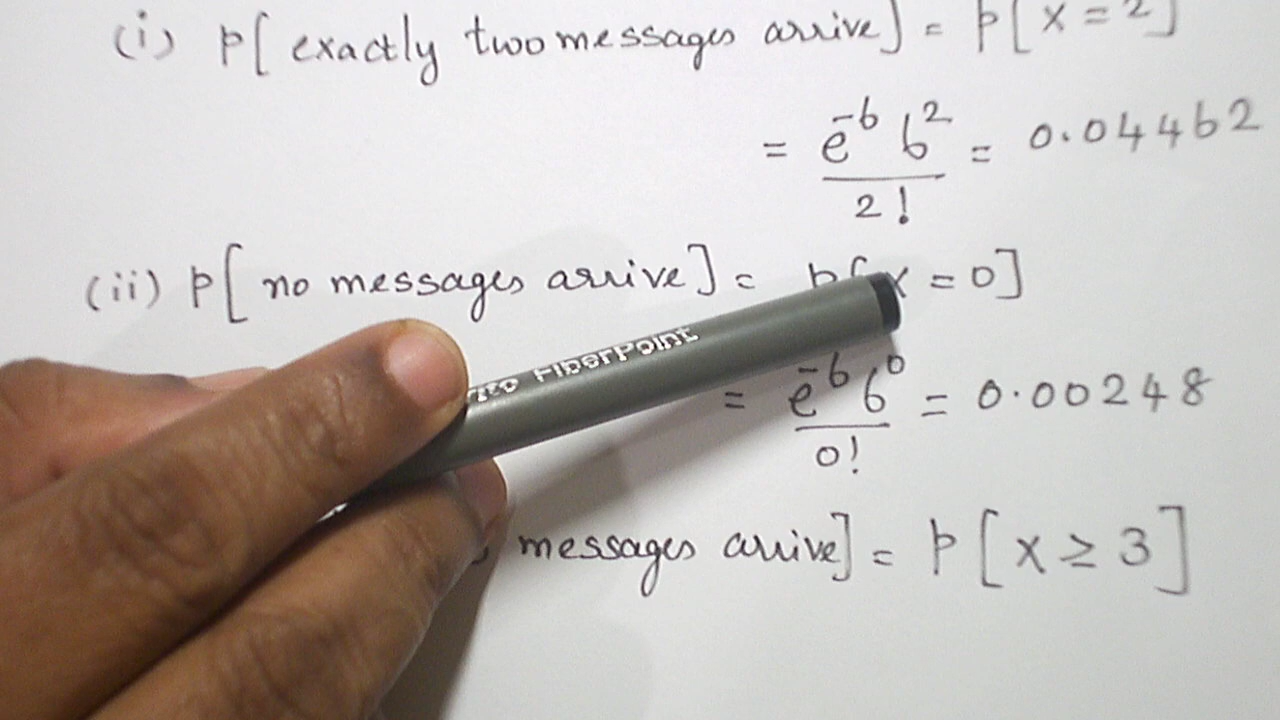 (i) P[ exactly two messages arrive] = P[ X = 2 ]
= e^-6 6^2 / 2! = 0.04462
(ii) P[ no messages arrive] = P[ X = 0 ]
FiberPoint
= e^-6 6^0 / 0! = 0.00248
messages arrive] = P[ X ≥ 3 ]